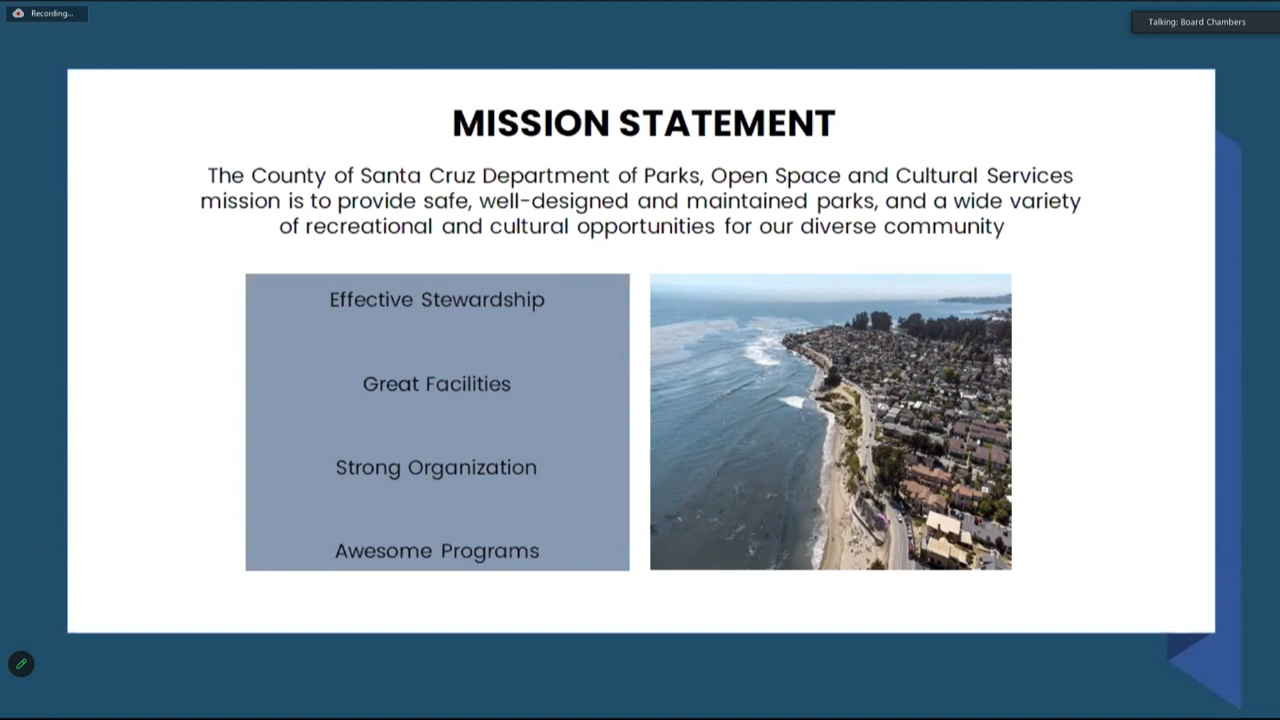 Recording...
Talking: Board Chambers
MISSION STATEMENT
The County of Santa Cruz Department of Parks, Open Space and Cultural Services
mission is to provide safe, well-designed and maintained parks, and a wide variety
of recreational and cultural opportunities for our diverse community
Effective Stewardship
Great Facilities
Strong Organization
Awesome Programs